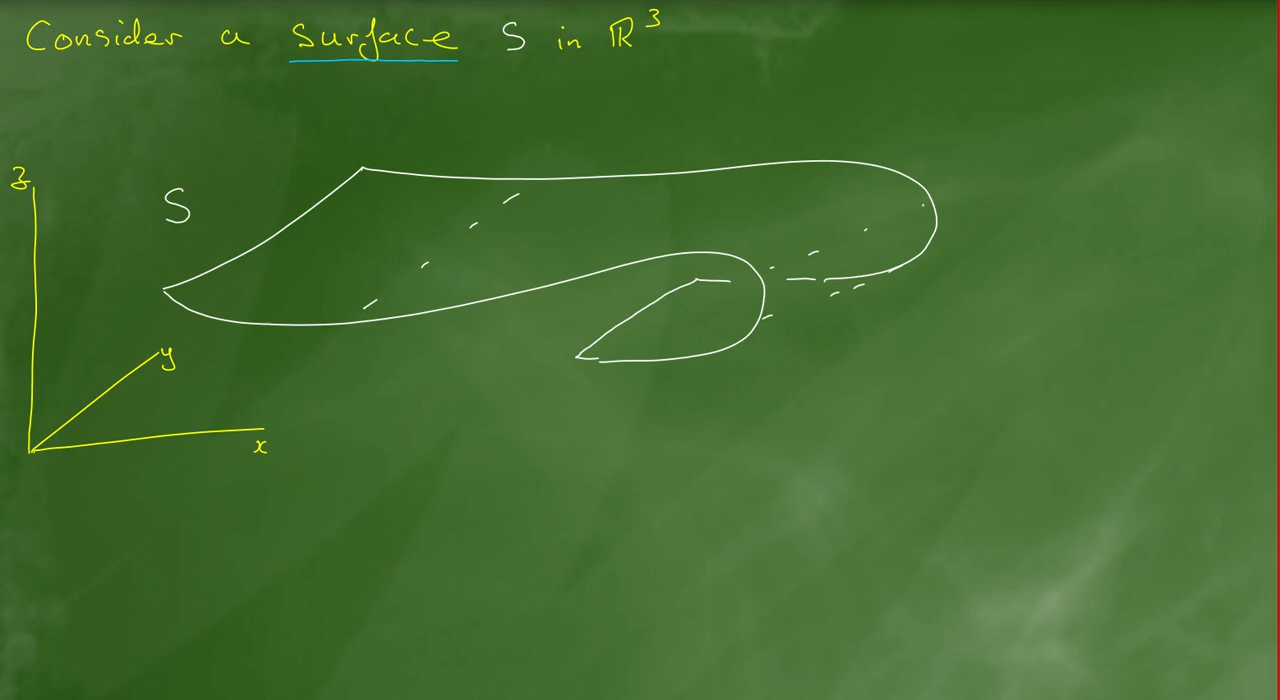 Consider a surface S in ℝ³
z
S
y
x